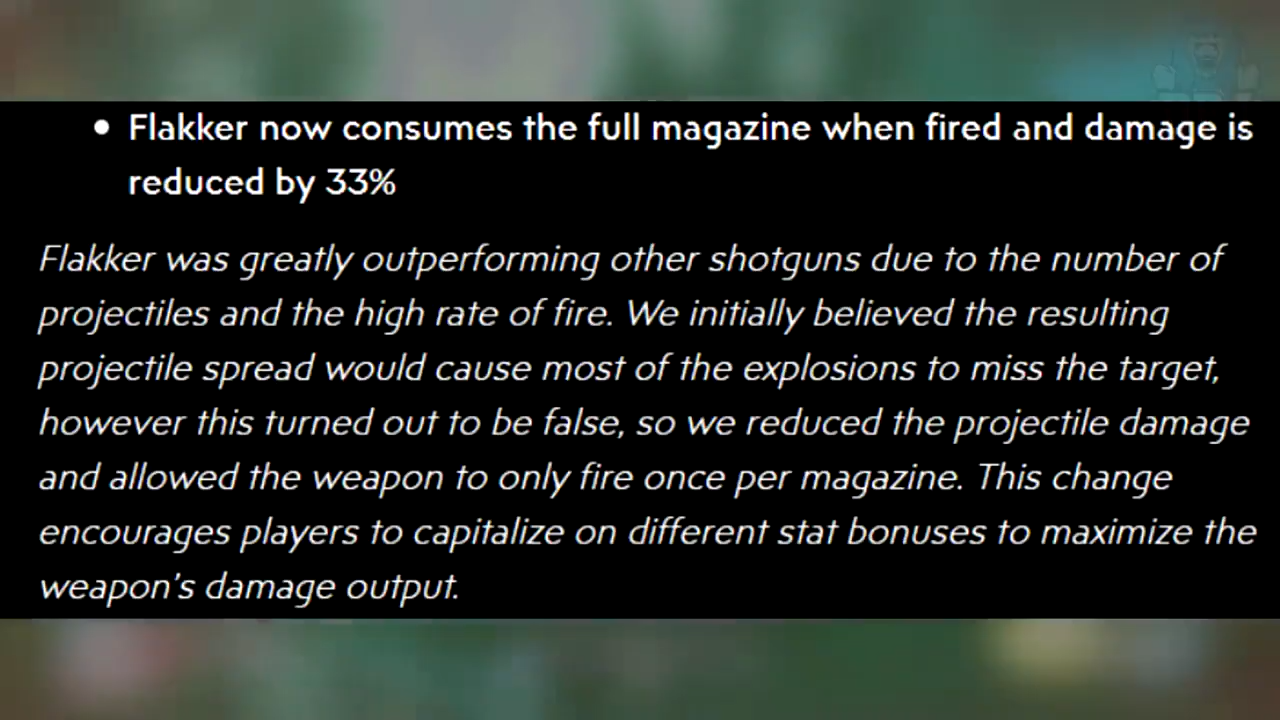 • Flakker now consumes the full magazine when fired and damage is
reduced by 33%
Flakker was greatly outperforming other shotguns due to the number of
projectiles and the high rate of fire. We initially believed the resulting
projectile spread would cause most of the explosions to miss the target,
however this turned out to be false, so we reduced the projectile damage
and allowed the weapon to only fire once per magazine. This change
encourages players to capitalize on different stat bonuses to maximize the
weapon's damage output.